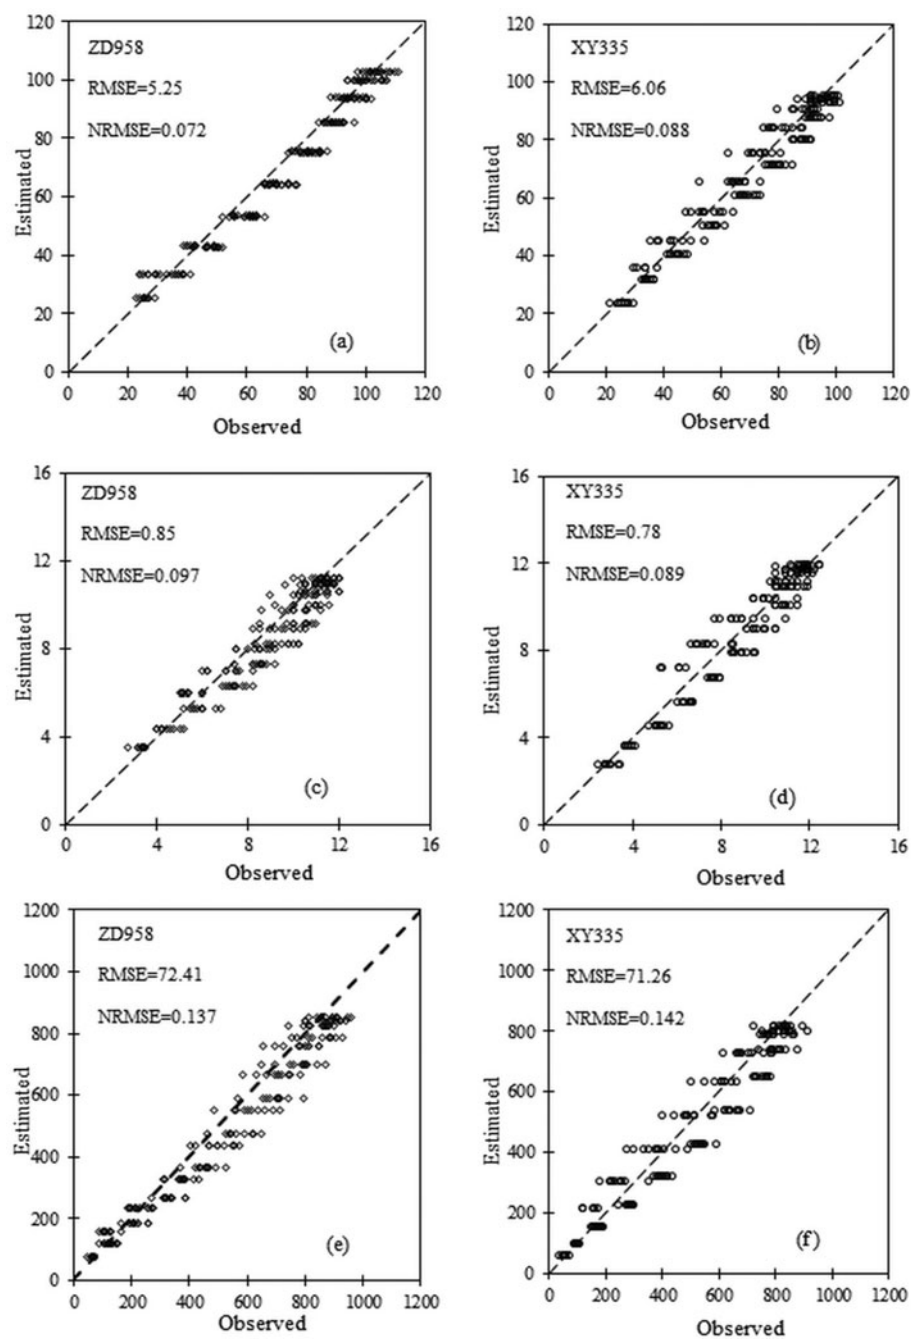 120
100
80
60
40
20
0
Estimated
ZD958
RMSE=5.25
NRMSE=0.072
(a)
0 20 40 60 80 100 120
Observed
120
100
80
60
40
20
0
Estimated
XY335
RMSE=6.06
NRMSE=0.088
(b)
0 20 40 60 80 100 120
Observed
16
12
8
4
0
Estimated
ZD958
RMSE=0.85
NRMSE=0.097
(c)
0 4 8 12 16
Observed
16
12
8
4
0
Estimated
XY335
RMSE=0.78
NRMSE=0.089
(d)
0 4 8 12 16
Observed
1200
1000
800
600
400
200
0
Estimated
ZD958
RMSE=72.41
NRMSE=0.137
(e)
0 200 400 600 800 1000 1200
Observed
1200
1000
800
600
400
200
0
Estimated
XY335
RMSE=71.26
NRMSE=0.142
(f)
0 200 400 600 800 1000 1200
Observed